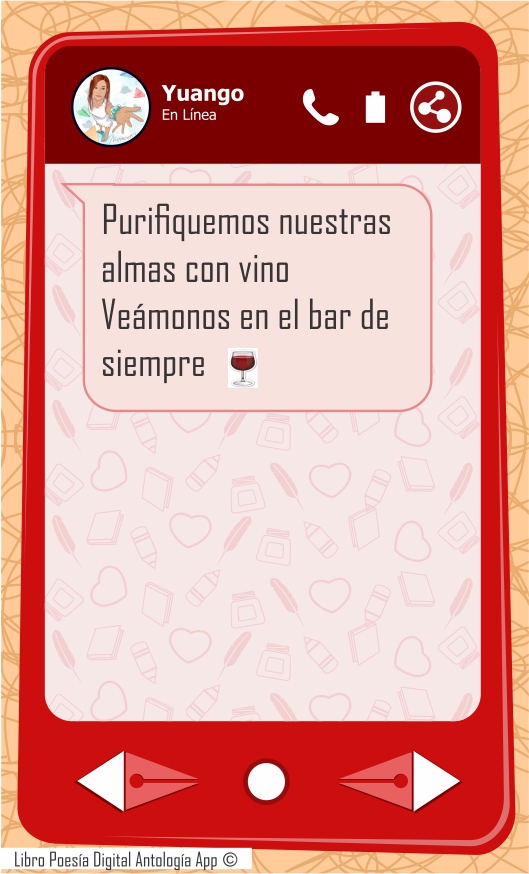 Yuango
En Línea
Purifiquemos nuestras
almas con vino
Veámonos en el bar de
siempre
Libro Poesía Digital Antología App ©